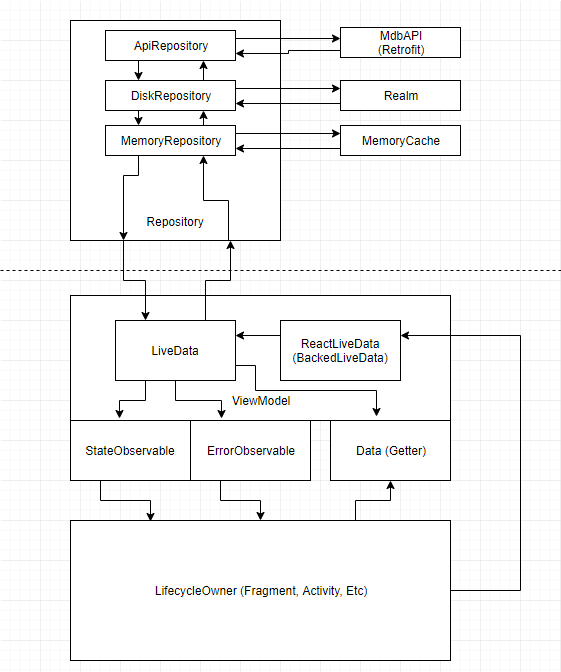 ApiRepository
MdbAPI
(Retrofit)
DiskRepository
Realm
MemoryRepository
MemoryCache
Repository
LiveData
ReactLiveData
(BackedLiveData)
ViewModel
StateObservable
ErrorObservable
Data (Getter)
LifecycleOwner (Fragment, Activity, Etc)